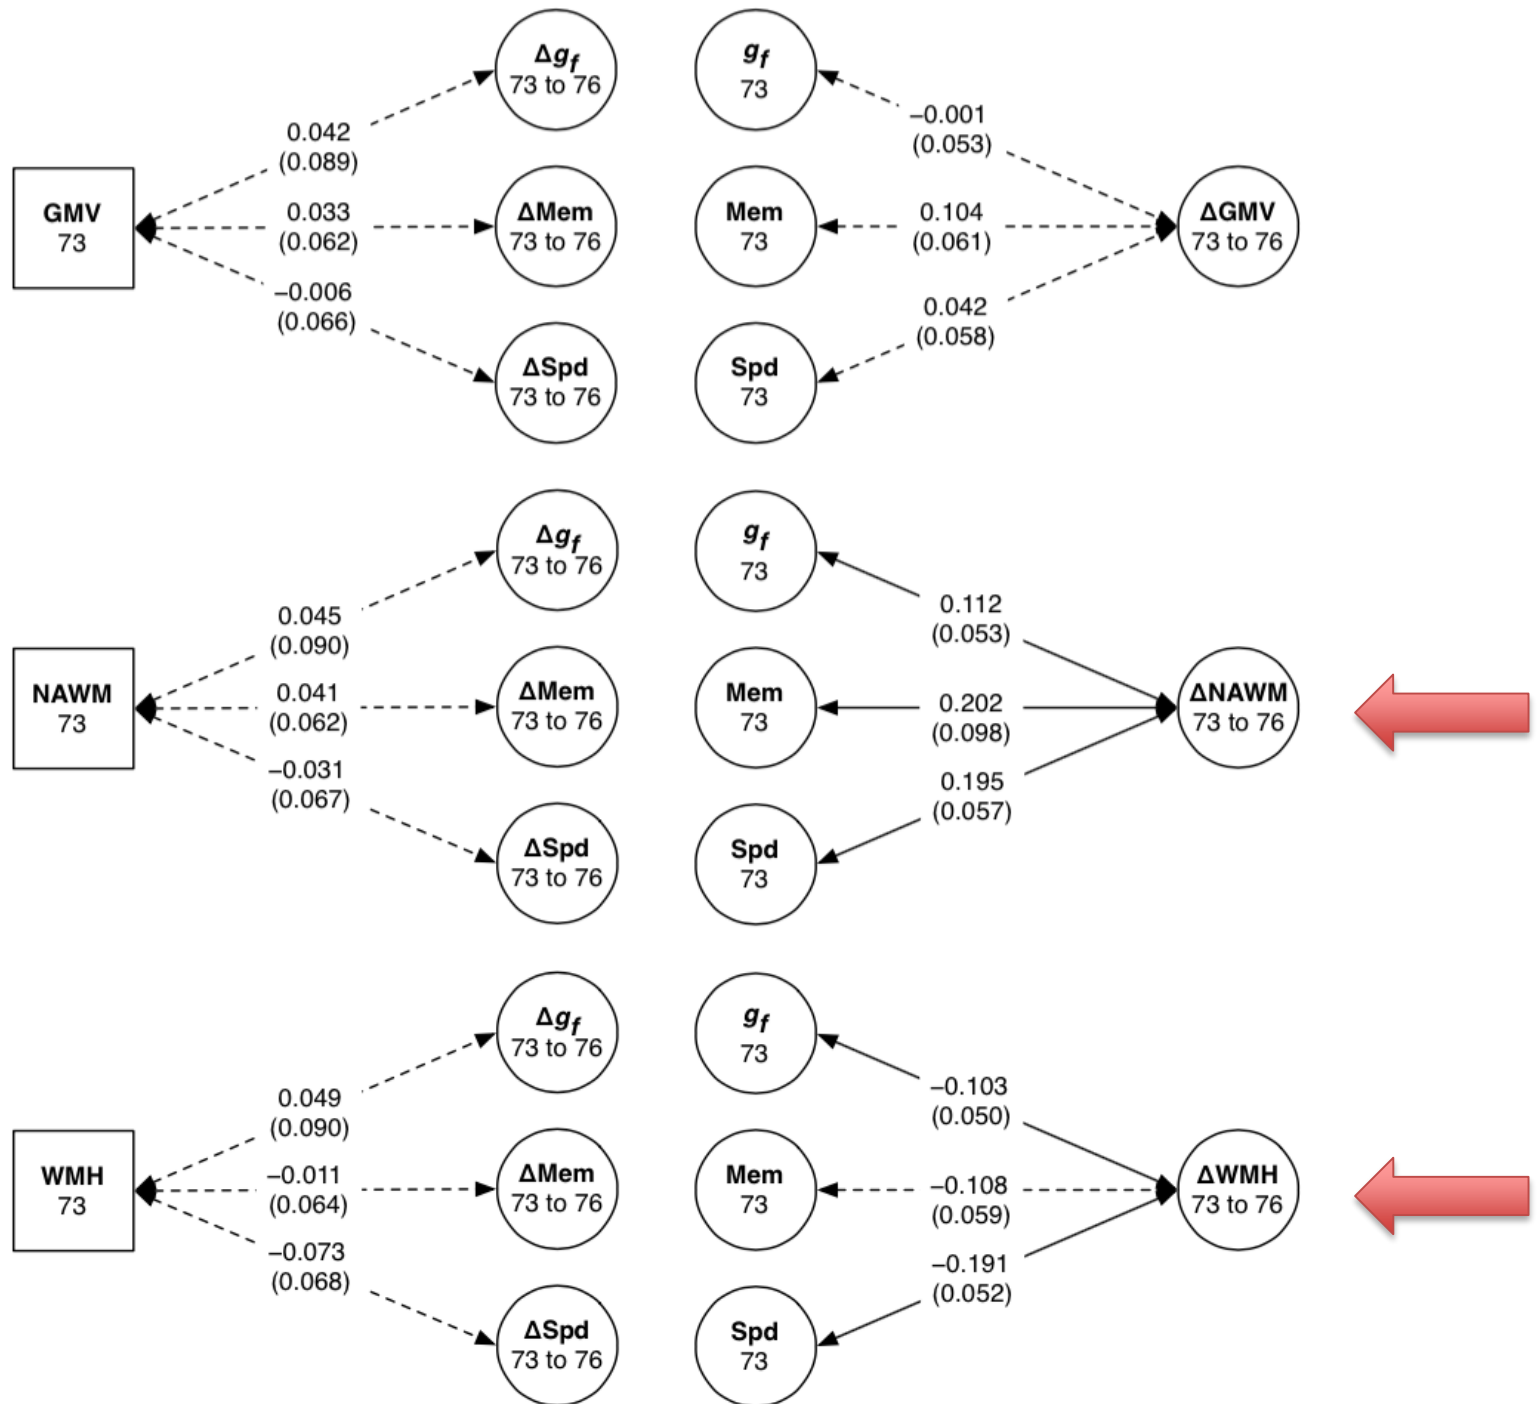 Δgf
73 to 76
gf
73
0.042
(0.089)
−0.001
(0.053)
GMV
73
0.033
(0.062)
ΔMem
73 to 76
Mem
73
0.104
(0.061)
ΔGMV
73 to 76
−0.006
(0.066)
0.042
(0.058)
ΔSpd
73 to 76
Spd
73
Δgf
73 to 76
gf
73
0.045
(0.090)
0.112
(0.053)
NAWM
73
0.041
(0.062)
ΔMem
73 to 76
Mem
73
0.202
(0.098)
ΔNAWM
73 to 76
−0.031
(0.067)
0.195
(0.057)
ΔSpd
73 to 76
Spd
73
Δgf
73 to 76
gf
73
0.049
(0.090)
−0.103
(0.050)
WMH
73
−0.011
(0.064)
ΔMem
73 to 76
Mem
73
−0.108
(0.059)
ΔWMH
73 to 76
−0.073
(0.068)
−0.191
(0.052)
ΔSpd
73 to 76
Spd
73